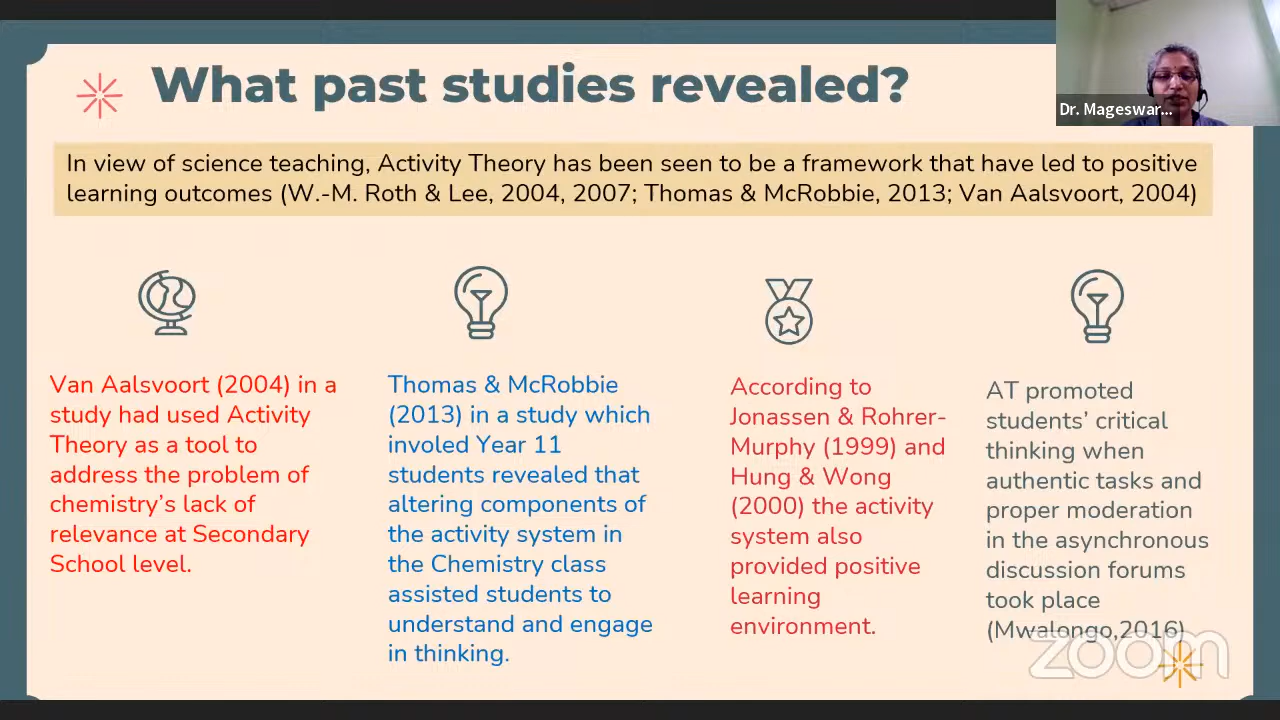 What past studies revealed?
Dr. Mageswar...
In view of science teaching, Activity Theory has been seen to be a framework that have led to positive
learning outcomes (W.-M. Roth & Lee, 2004, 2007; Thomas & McRobbie, 2013; Van Aalsvoort, 2004)
Van Aalsvoort (2004) in a
study had used Activity
Theory as a tool to
address the problem of
chemistry's lack of
relevance at Secondary
School level.
Thomas & McRobbie
(2013) in a study which
involed Year 11
students revealed that
altering components of
the activity system in
the Chemistry class
assisted students to
understand and engage
in thinking.
According to
Jonassen & Rohrer-
Murphy (1999) and
Hung & Wong
(2000) the activity
system also
provided positive
learning
environment.
AT promoted
students' critical
thinking when
authentic tasks and
proper moderation
in the asynchronous
discussion forums
took place
(Mwalongo,2016)
zoom